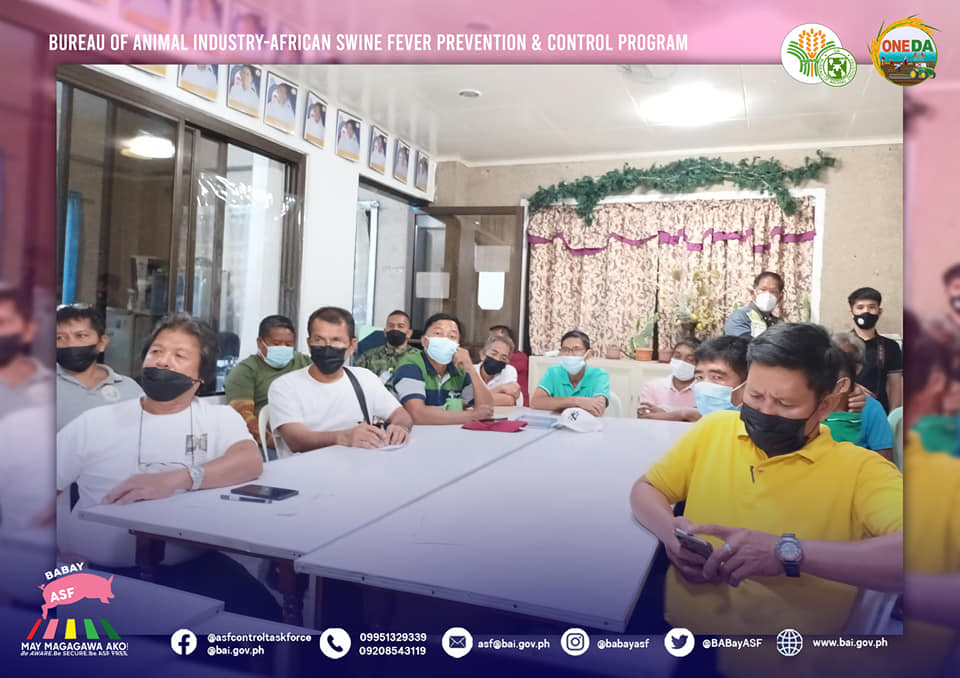 BUREAU OF ANIMAL INDUSTRY-AFRICAN SWINE FEVER PREVENTION & CONTROL PROGRAM
ONEDA
BABAY
ASF
MAY MAGAGAWA AKO!
Be AWARE.Be SECURE.Be ASF FREE.
@asfcontroltaskforce
@bai.gov.ph
09951329339
09208543119
asf@bai.gov.ph
@babayasf
@BABayASF
www.bai.gov.ph